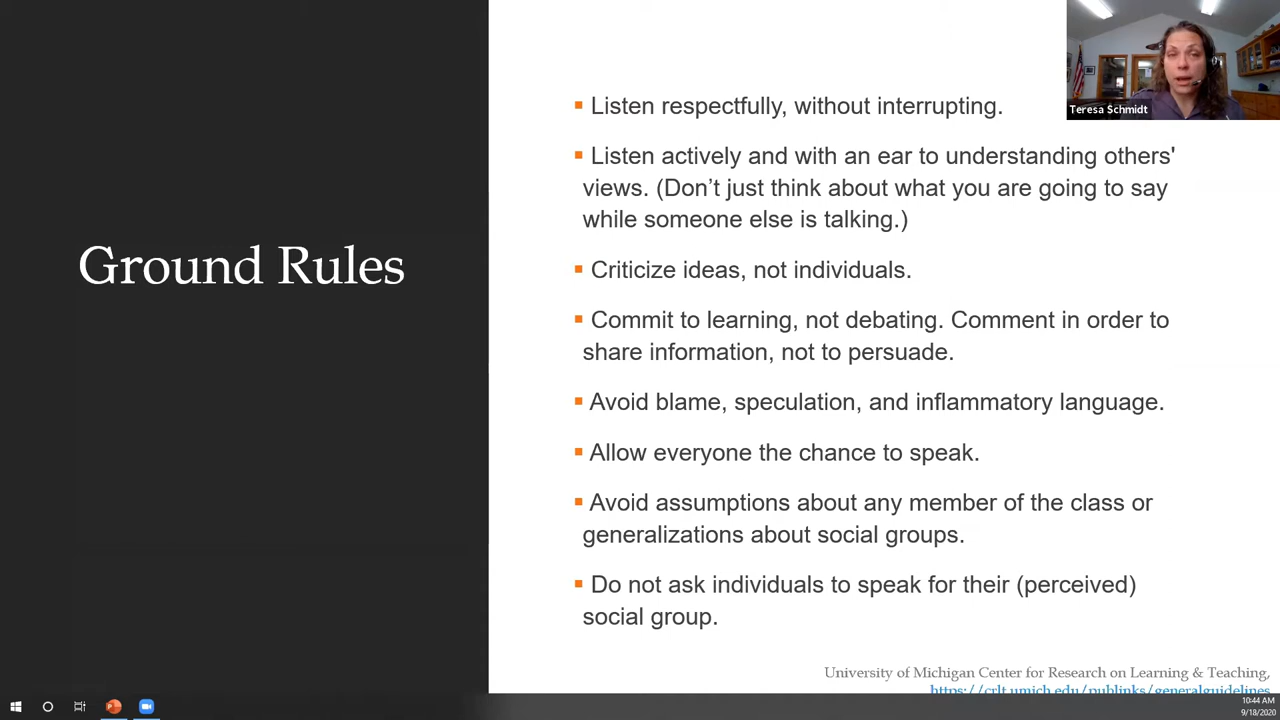 Teresa Schmidt
Ground Rules
▪ Listen respectfully, without interrupting.
▪ Listen actively and with an ear to understanding others'
views. (Don’t just think about what you are going to say
while someone else is talking.)
▪ Criticize ideas, not individuals.
▪ Commit to learning, not debating. Comment in order to
share information, not to persuade.
▪ Avoid blame, speculation, and inflammatory language.
▪ Allow everyone the chance to speak.
▪ Avoid assumptions about any member of the class or
generalizations about social groups.
▪ Do not ask individuals to speak for their (perceived)
social group.
University of Michigan Center for Research on Learning & Teaching,
https://crlt.umich.edu/publinks/generalguidelines
10:44 AM
9/18/2020